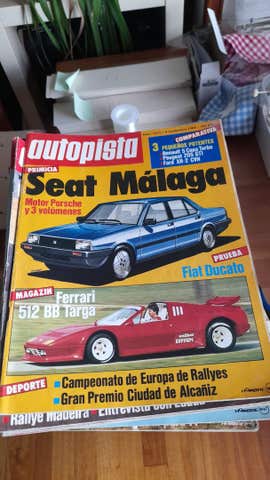 autopista
COMPARATIVA
3 PEQUEÑOS POTENTES
Renault 5 Copa Turbo
Peugeot 205 GTI
Ford XR 2 CVH
PRIMICIA
Seat Málaga
Motor Porsche
y 3 volúmenes
PRUEBA
Fiat Ducato
MAGAZIN
Ferrari
512 BB Targa
DEPORTE
Campeonato de Europa de Rallyes
Gran Premio Ciudad de Alcañiz
Rallye Madeira
Entrevista con